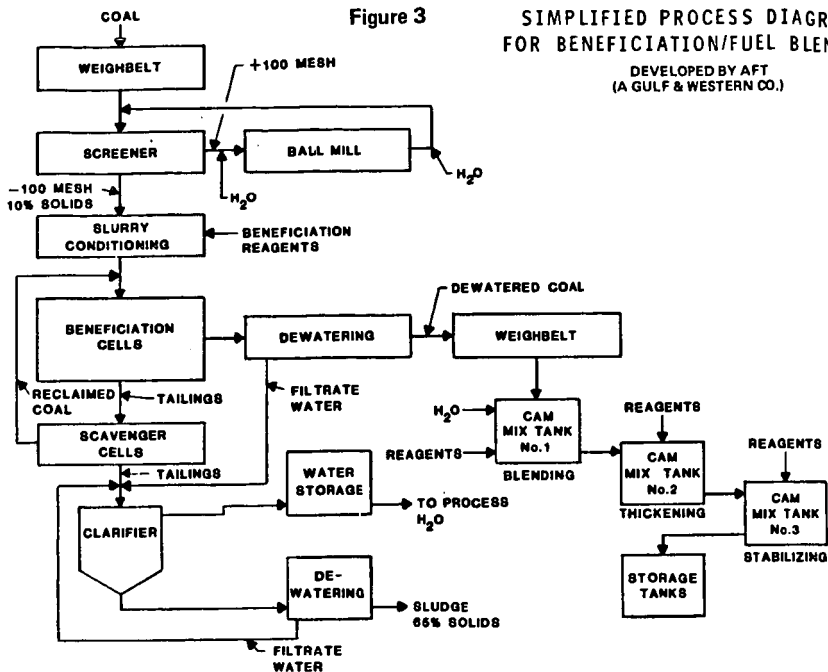 Figure 3
SIMPLIFIED PROCESS DIAGR
FOR BENEFICIATION/FUEL BLEN
DEVELOPED BY AFT
(A GULF & WESTERN CO.)
COAL
WEIGHBELT
+100 MESH
SCREENER
BALL MILL
H2O
H2O
-100 MESH
10% SOLIDS
SLURRY
CONDITIONING
BENEFICIATION
REAGENTS
BENEFICIATION
CELLS
DEWATERING
DEWATERED COAL
WEIGHBELT
RECLAIMED
COAL
TAILINGS
FILTRATE
WATER
SCAVENGER
CELLS
TAILINGS
H2O
REAGENTS
CAM
MIX TANK
No.1
BLENDING
REAGENTS
CAM
MIX TANK
No.2
THICKENING
REAGENTS
CAM
MIX TANK
No.3
STABILIZING
STORAGE
TANKS
WATER
STORAGE
TO PROCESS
H2O
CLARIFIER
DE-
WATERING
SLUDGE
65% SOLIDS
FILTRATE
WATER